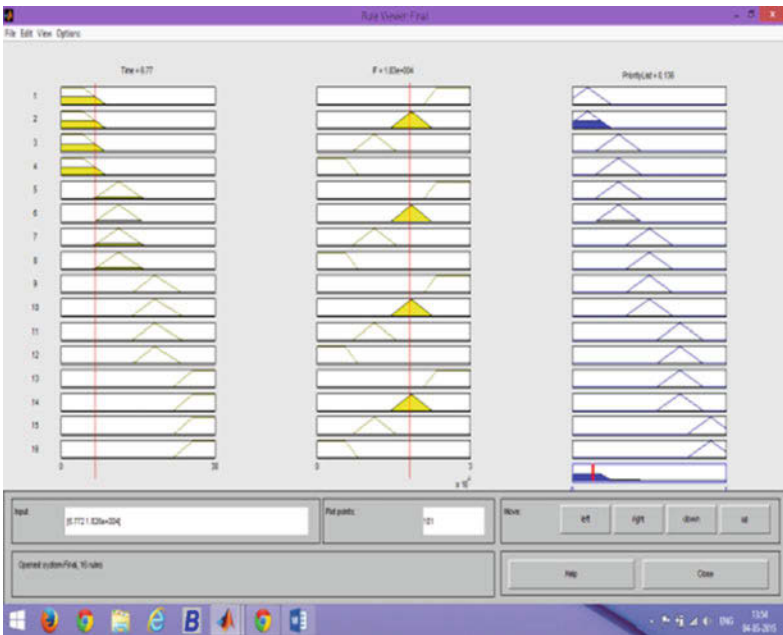 Rule Viewer: Final
File Edit View Options
Time = 6.77
IF = 1.83e+004
PriorityList = 0.136
1
2
3
4
5
6
7
8
9
10
11
12
13
14
15
16
0 30
0 3
x 10 4
Input:
[6.772 1.826e+004]
Plot points:
101
Move:
left
right
down
up
Opened system Final, 16 rules
Help
Close
B
W
ENG
13:54
04-05-2015